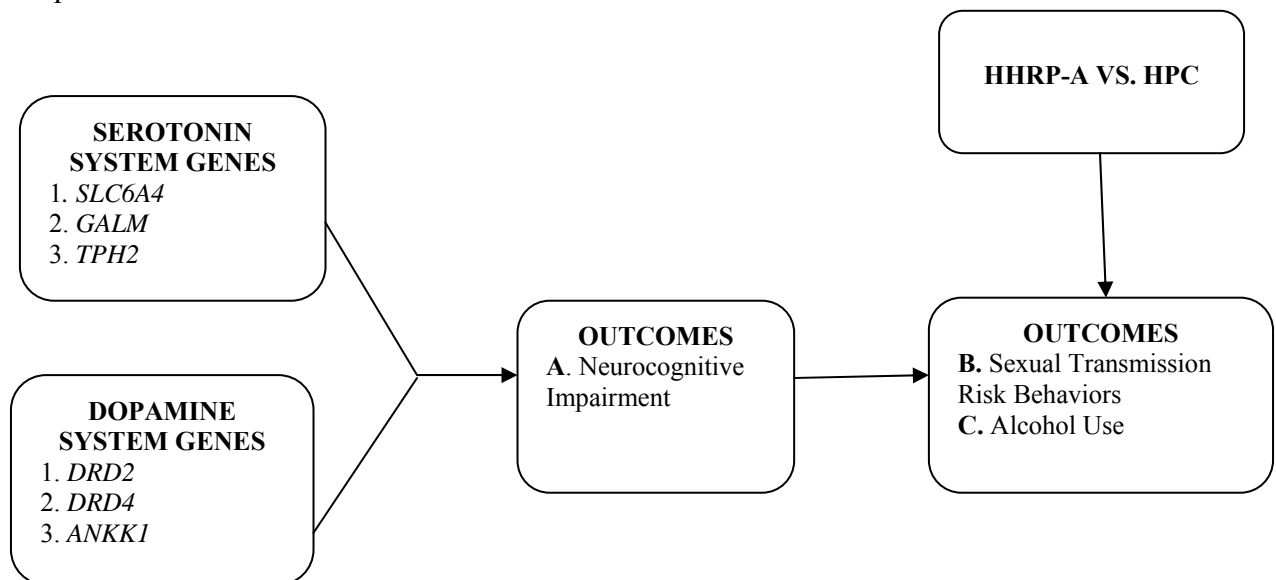 HHRP-A VS. HPC
SEROTONIN
SYSTEM GENES
1. SLC6A4
2. GALM
3. TPH2
OUTCOMES
A. Neurocognitive
Impairment
OUTCOMES
B. Sexual Transmission
Risk Behaviors
C. Alcohol Use
DOPAMINE
SYSTEM GENES
1. DRD2
2. DRD4
3. ANKK1